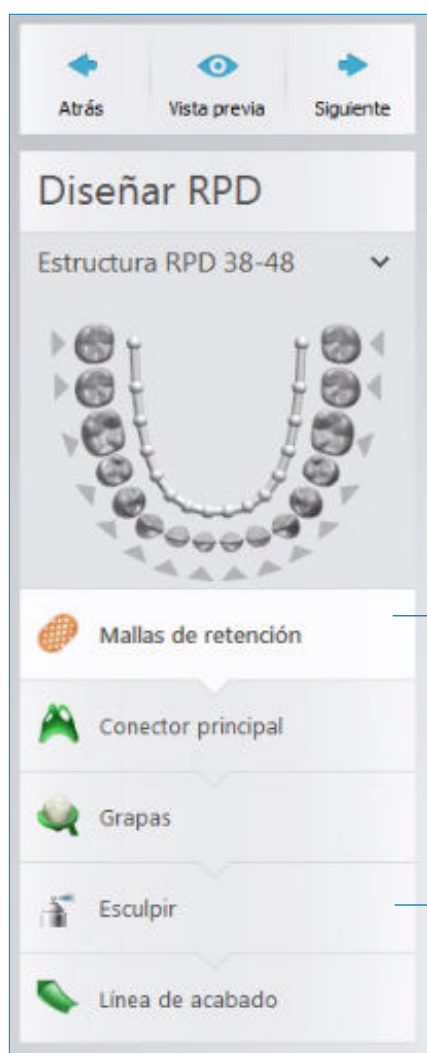 Atrás Vista previa Siguiente
Diseñar RPD
Estructura RPD 38-48
Mallas de retención
Conector principal
Grapas
Esculpir
Línea de acabado